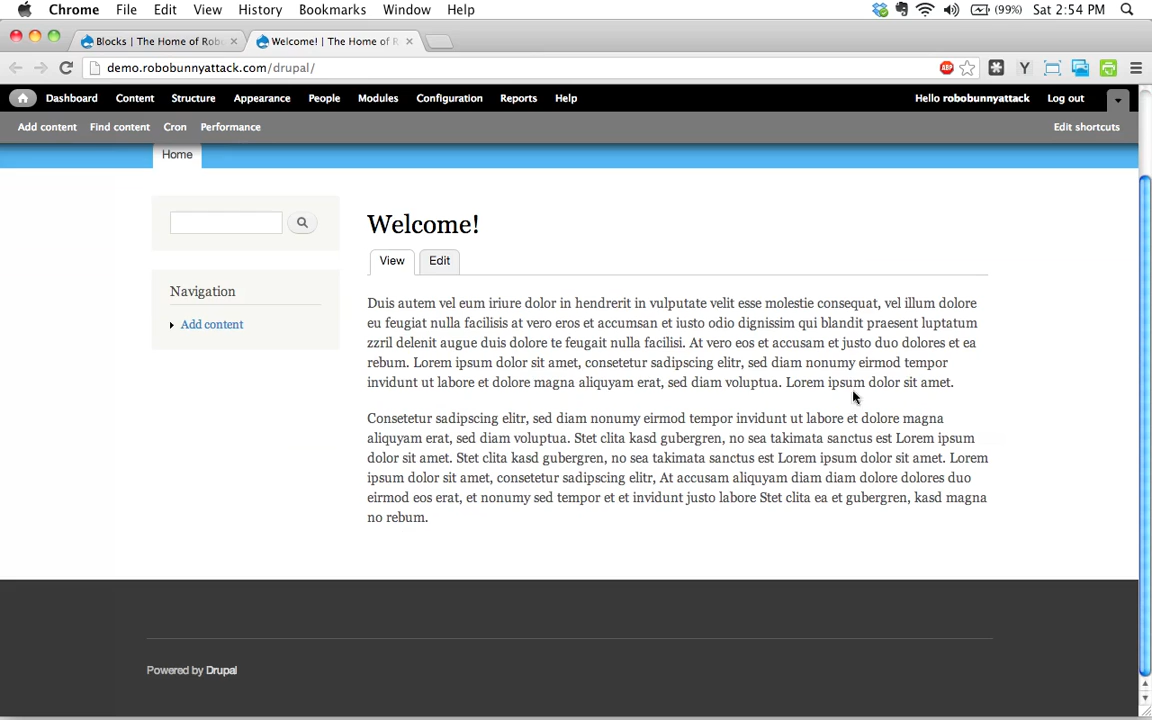 Chrome File Edit View History Bookmarks Window Help (99%) Sat 2:54 PM
Blocks | The Home of Rob Welcome! | The Home of R
demo.robobunnyattack.com/drupal/ ABP Y
Dashboard Content Structure Appearance People Modules Configuration Reports Help Hello robobunnyattack Log out
Add content Find content Cron Performance Edit shortcuts
Home
Welcome!
View Edit
Navigation
Add content
Duis autem vel eum iriure dolor in hendrerit in vulputate velit esse molestie consequat, vel illum dolore
eu feugiat nulla facilisis at vero eros et accumsan et iusto odio dignissim qui blandit praesent luptatum
zzril delenit augue duis dolore te feugait nulla facilisi. At vero eos et accusam et justo duo dolores et ea
rebum. Lorem ipsum dolor sit amet, consetetur sadipscing elitr, sed diam nonumy eirmod tempor
invidunt ut labore et dolore magna aliquyam erat, sed diam voluptua. Lorem ipsum dolor sit amet.
Consetetur sadipscing elitr, sed diam nonumy eirmod tempor invidunt ut labore et dolore magna
aliquyam erat, sed diam voluptua. Stet clita kasd gubergren, no sea takimata sanctus est Lorem ipsum
dolor sit amet. Stet clita kasd gubergren, no sea takimata sanctus est Lorem ipsum dolor sit amet. Lorem
ipsum dolor sit amet, consetetur sadipscing elitr, At accusam aliquyam diam diam dolore dolores duo
eirmod eos erat, et nonumy sed tempor et et invidunt justo labore Stet clita ea et gubergren, kasd magna
no rebum.
Powered by Drupal